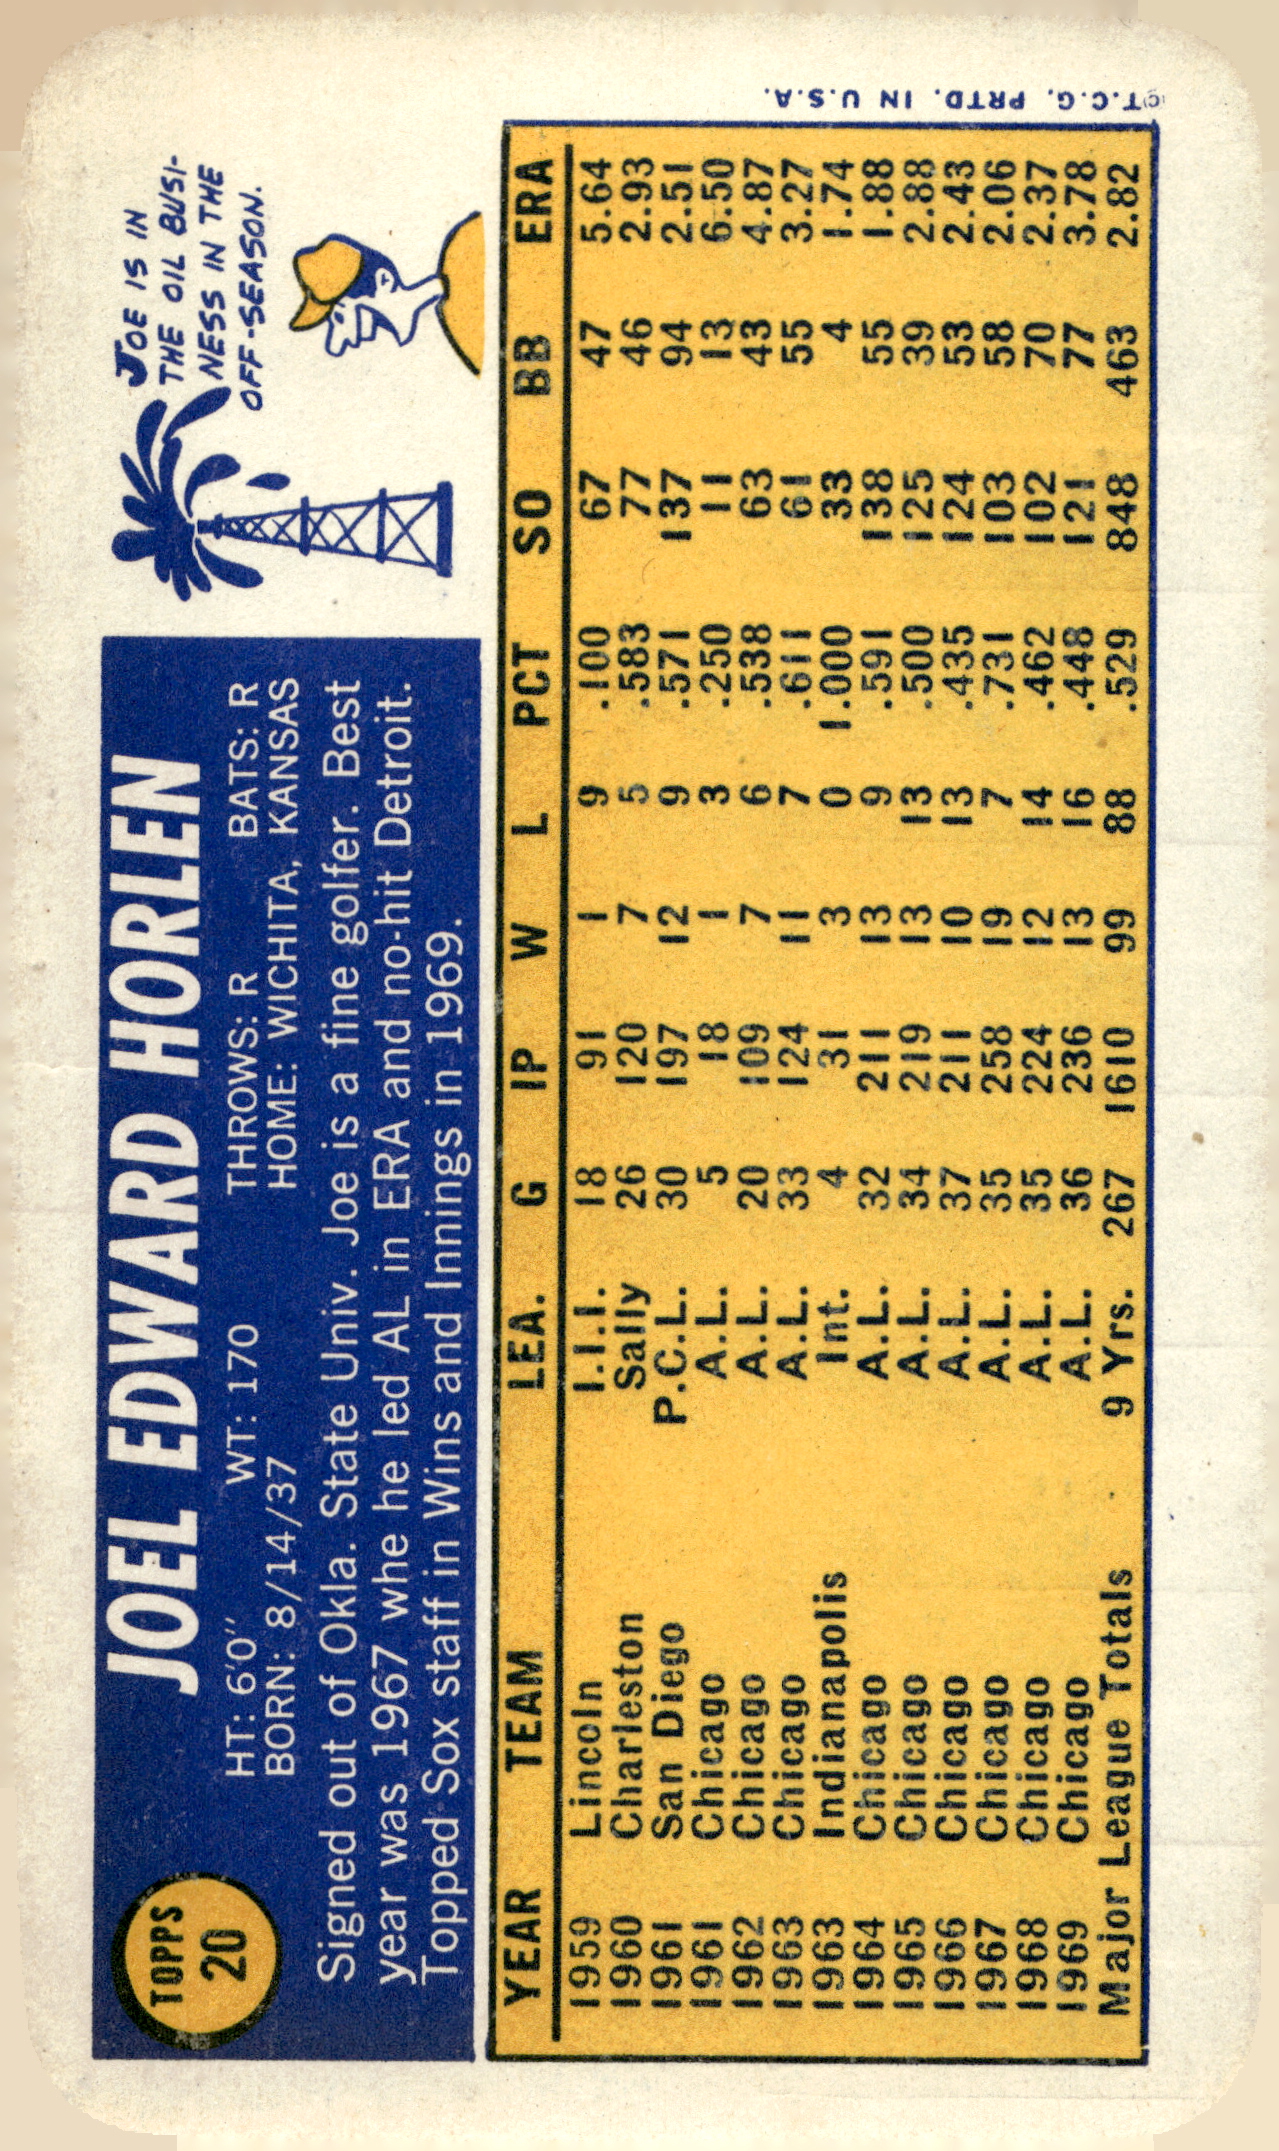 TOPPS
20
JOEL EDWARD HORLEN
HT: 6'0" WT: 170 THROWS: R BATS: R
BORN: 8/14/37 HOME: WICHITA, KANSAS
Signed out of Okla. State Univ. Joe is a fine golfer. Best
year was 1967 whe he led AL in ERA and no-hit Detroit.
Topped Sox staff in Wins and Innings in 1969.
JOE IS IN
THE OIL BUSI-
NESS IN THE
OFF-SEASON.
YEAR TEAM LEA. G IP W L PCT SO BB ERA
1959 Lincoln I.I.I. 18 91 1 9 .100 67 47 5.64
1960 Charleston Sally 26 120 7 5 .583 77 46 2.93
1961 San Diego P.C.L. 30 197 12 9 .571 137 94 2.51
1961 Chicago A.L. 5 18 1 3 .250 11 13 6.50
1962 Chicago A.L. 20 109 7 6 .538 63 43 4.87
1963 Chicago A.L. 33 124 11 7 .611 61 55 3.27
1963 Indianapolis Int. 4 31 3 0 1.000 33 4 1.74
1964 Chicago A.L. 32 211 13 9 .591 138 55 1.88
1965 Chicago A.L. 34 219 13 13 .500 125 39 2.88
1966 Chicago A.L. 37 211 10 13 .435 124 53 2.43
1967 Chicago A.L. 35 258 19 7 .731 103 58 2.06
1968 Chicago A.L. 35 224 12 14 .462 102 70 2.37
1969 Chicago A.L. 36 236 13 16 .448 121 77 3.78
Major League Totals 9 Yrs. 267 1610 99 88 .529 848 463 2.82
©T.C.G. PRTD. IN U.S.A.